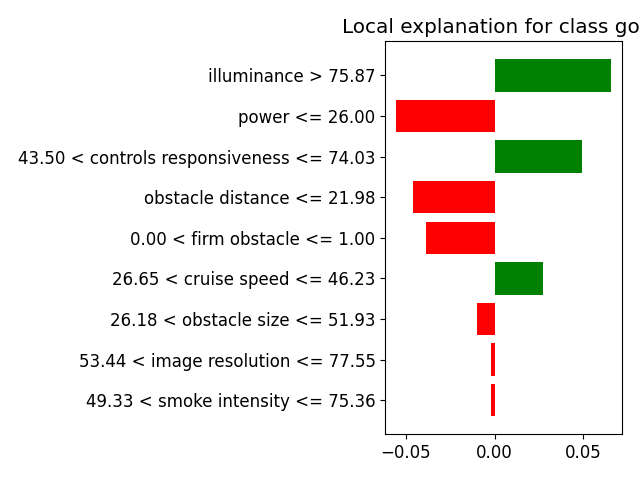 Local explanation for class go
illuminance > 75.87
power <= 26.00
43.50 < controls responsiveness <= 74.03
obstacle distance <= 21.98
0.00 < firm obstacle <= 1.00
26.65 < cruise speed <= 46.23
26.18 < obstacle size <= 51.93
53.44 < image resolution <= 77.55
49.33 < smoke intensity <= 75.36
−0.05 0.00 0.05